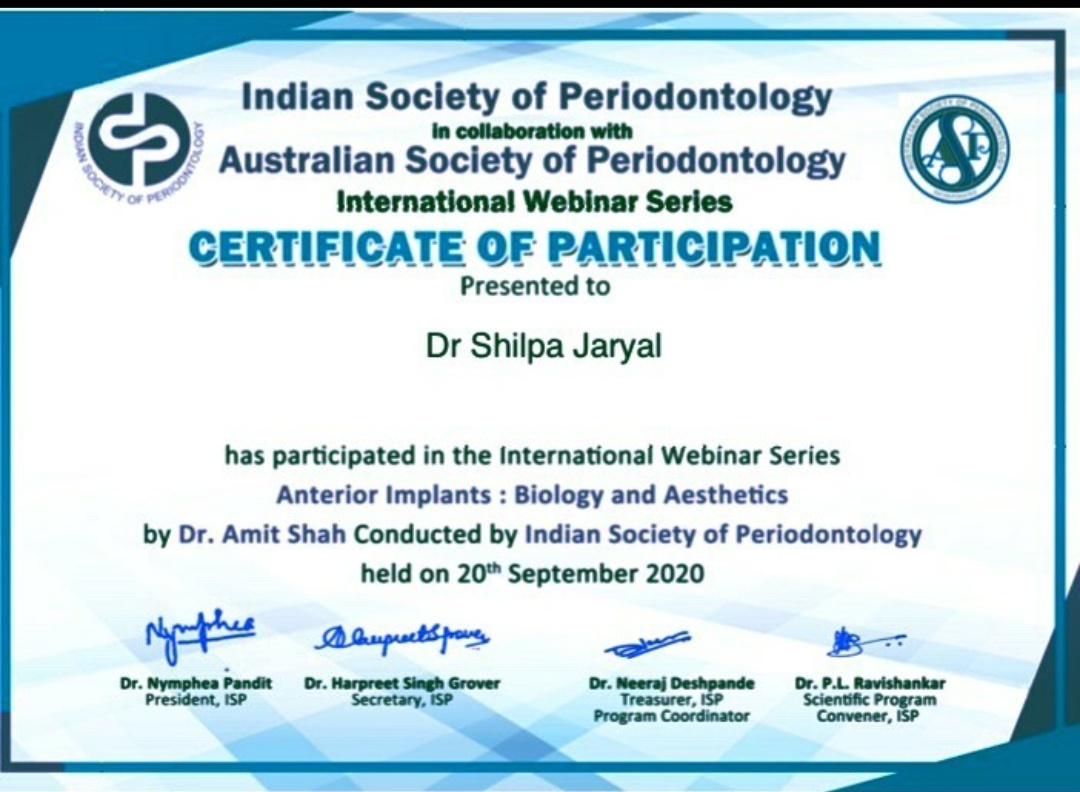 Indian Society of Periodontology
in collaboration with
Australian Society of Periodontology
International Webinar Series
CERTIFICATE OF PARTICIPATION
Presented to
INDIAN SOCIETY OF PERIODONTOLOGY
Dr Shilpa Jaryal
has participated in the International Webinar Series
Anterior Implants : Biology and Aesthetics
by Dr. Amit Shah Conducted by Indian Society of Periodontology
held on 20th September 2020
Nymphea
Dr. Nymphea Pandit
President, ISP
Dr. Harpreet Singh Grover
Secretary, ISP
Dr. Neeraj Deshpande
Treasurer, ISP
Program Coordinator
Dr. P.L. Ravishankar
Scientific Program
Convener, ISP